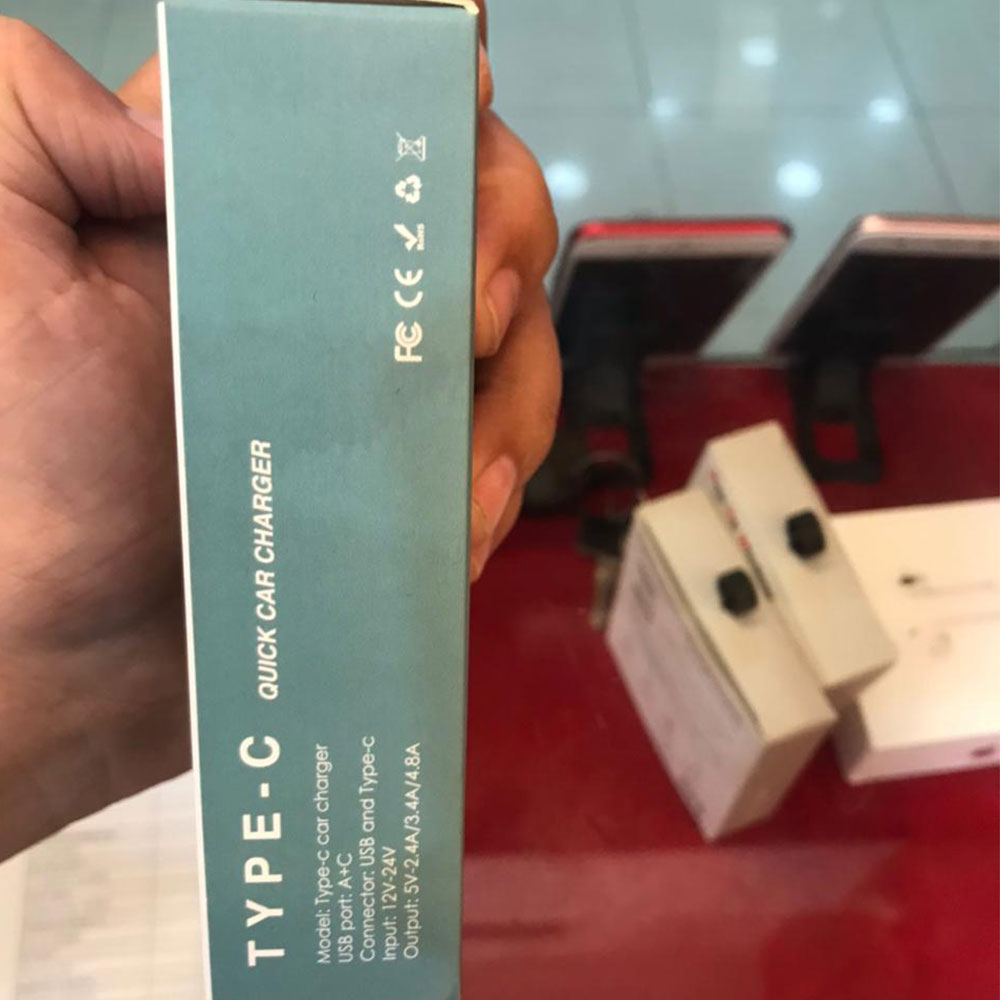 TYPE-C QUICK CAR CHARGER
Model: Type-c car charger
USB port: A+C
Connector: USB and Type-c
Input: 12V-24V
Output: 5V-2.4A/3.4A/4.8A
FC CE RoHS